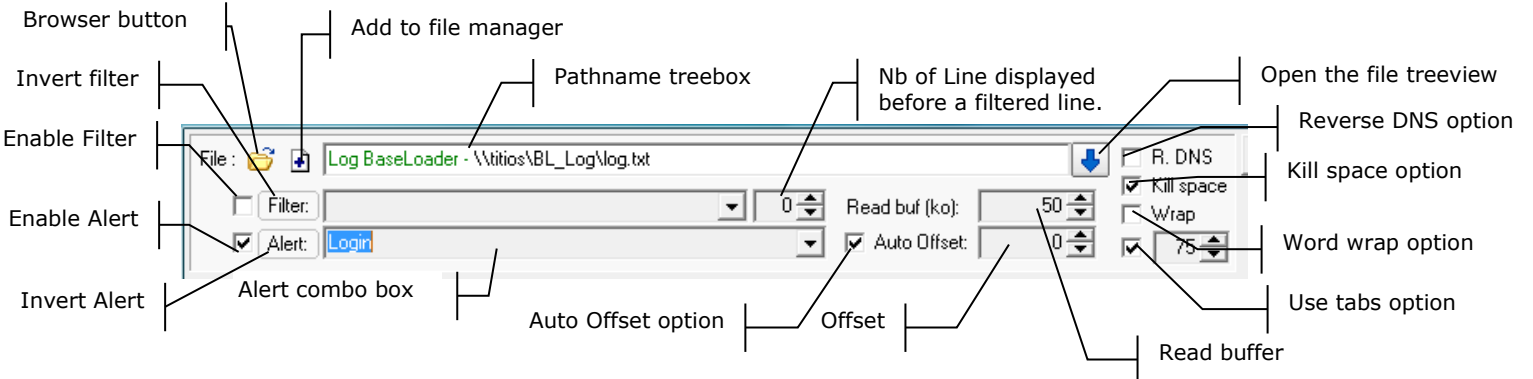 Browser button
Add to file manager
Invert filter
Pathname treebox
Nb of Line displayed
before a filtered line.
Open the file treeview
Enable Filter
Reverse DNS option
File :
Log BaseLoader - \\titios\BL_Log\log.txt
R. DNS
Kill space option
Kill space
Filter:
0
Read buf (ko):
50
Wrap
Enable Alert
Alert:
Login
Auto Offset:
0
75
Word wrap option
Invert Alert
Alert combo box
Use tabs option
Auto Offset option
Offset
Read buffer